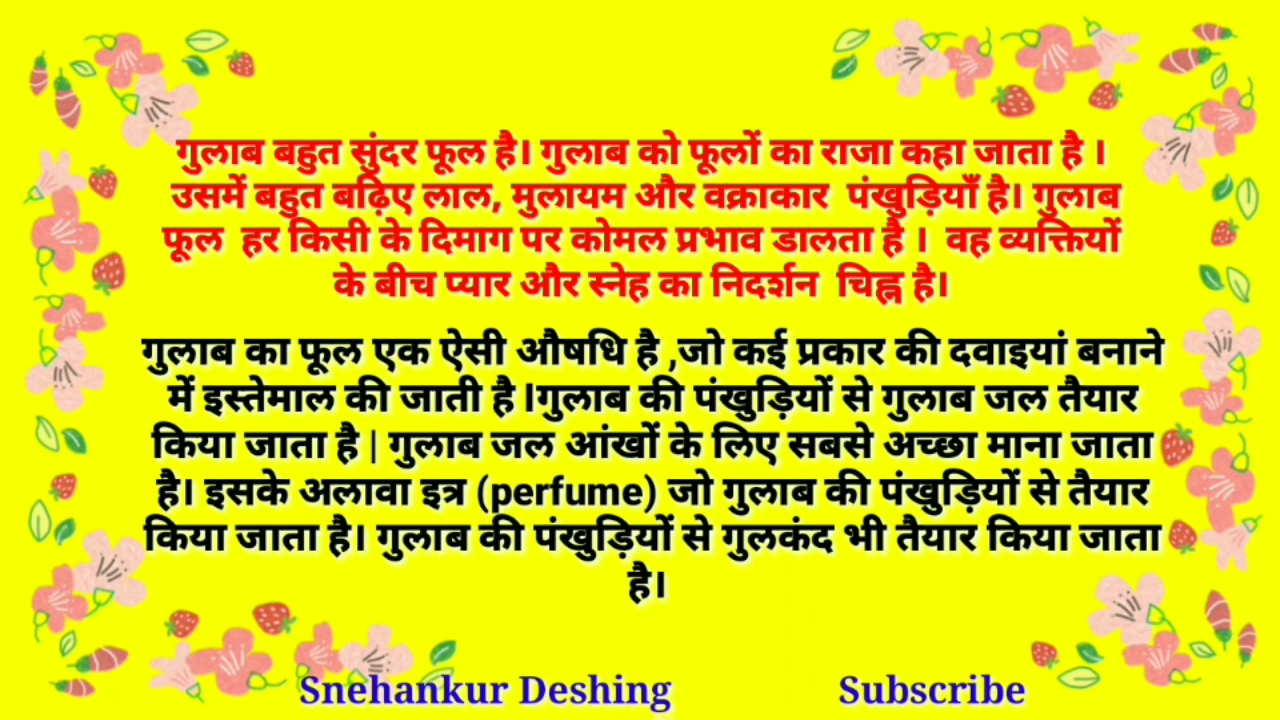 गुलाब बहुत सुंदर फूल है। गुलाब को फूलों का राजा कहा जाता है ।
उसमें बहुत बढ़िए लाल, मुलायम और वक्राकार पंखुड़ियाँ है। गुलाब
फूल हर किसी के दिमाग पर कोमल प्रभाव डालता है । वह व्यक्तियों
के बीच प्यार और स्नेह का निदर्शन चिह्न है।
गुलाब का फूल एक ऐसी औषधि है ,जो कई प्रकार की दवाइयां बनाने
में इस्तेमाल की जाती है lगुलाब की पंखुड़ियों से गुलाब जल तैयार
किया जाता है | गुलाब जल आंखों के लिए सबसे अच्छा माना जाता
है। इसके अलावा इत्र (perfume) जो गुलाब की पंखुड़ियों से तैयार
किया जाता है। गुलाब की पंखुड़ियों से गुलकंद भी तैयार किया जाता
है।
Snehankur Deshing Subscribe